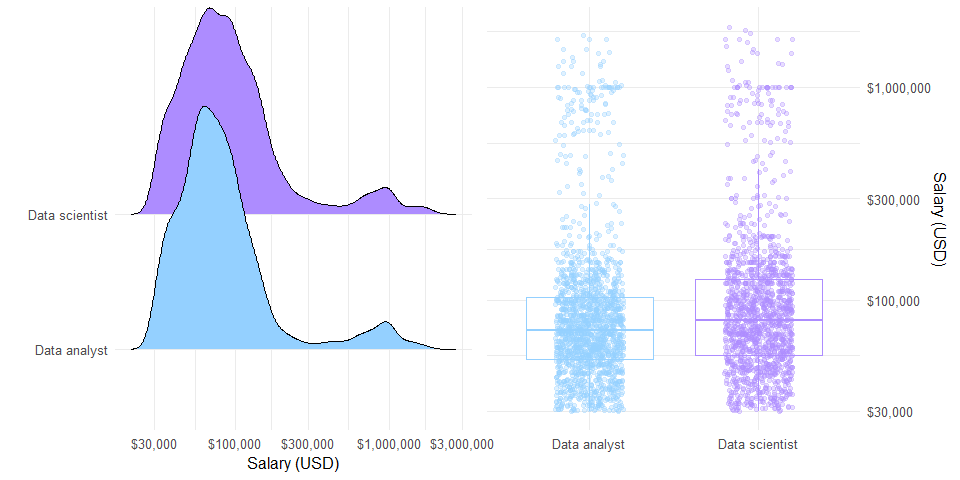 Data scientist
Data analyst
$30,000 $100,000 $300,000 $1,000,000 $3,000,000
Salary (USD)
$1,000,000
$300,000
$100,000
$30,000
Salary (USD)
Data analyst Data scientist